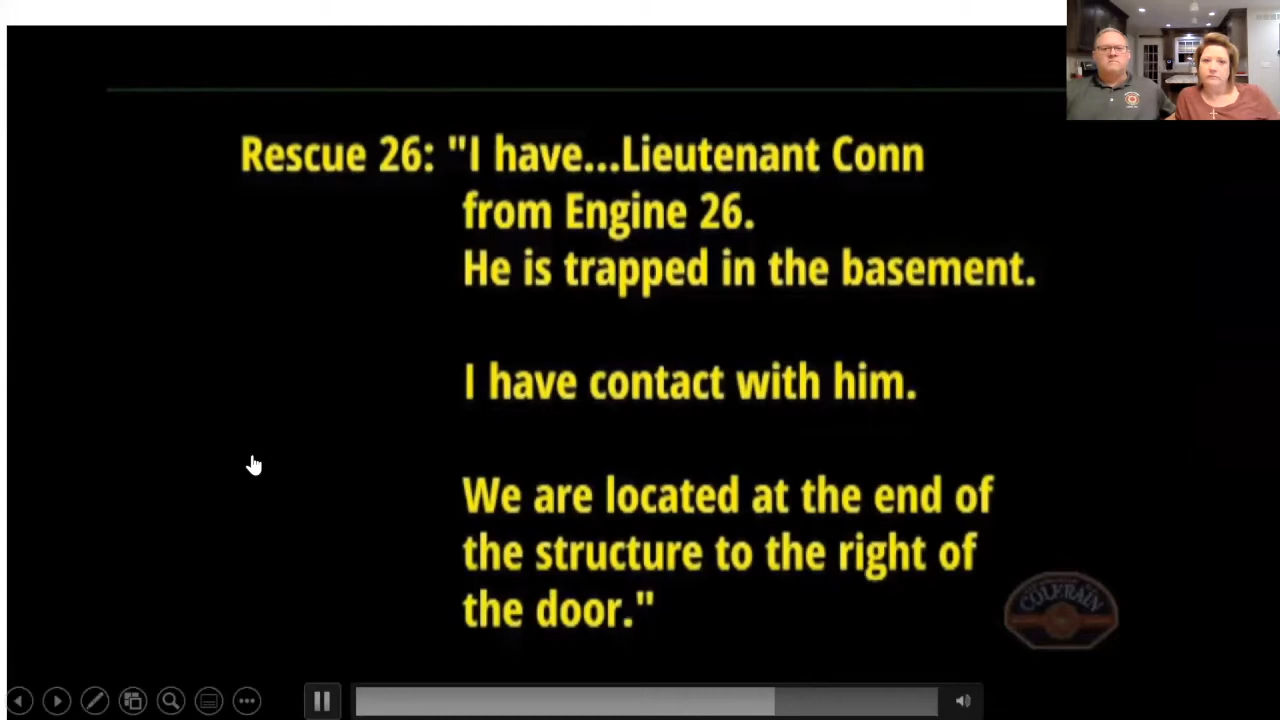 Rescue 26: "I have...Lieutenant Conn
from Engine 26.
He is trapped in the basement.
I have contact with him.
We are located at the end of
the structure to the right of
the door."
COLERAIN